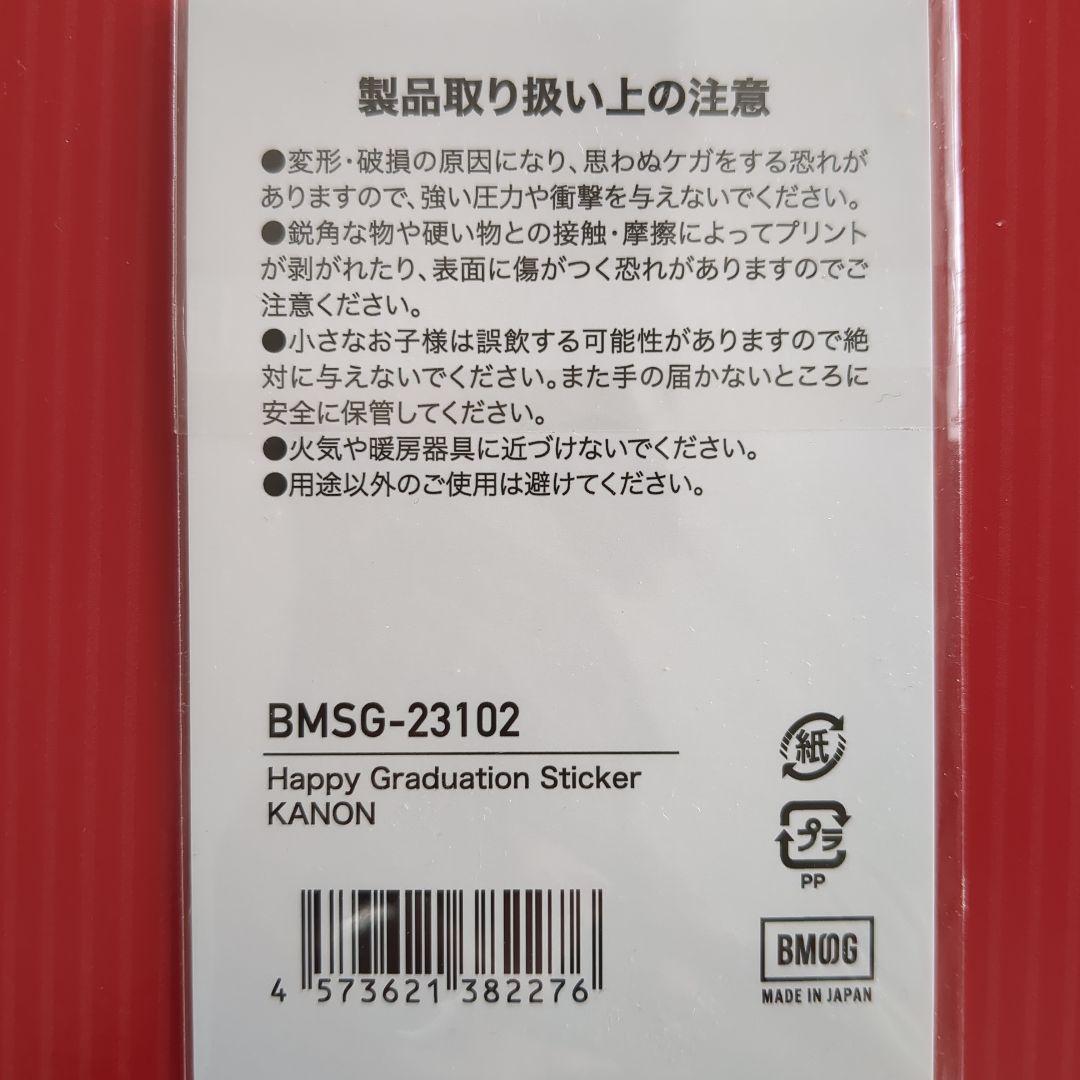 製品取り扱い上の注意
●変形・破損の原因になり、思わぬケガをする恐れが
ありますので、強い圧力や衝撃を与えないでください。
●鋭角な物や硬い物との接触・摩擦によってプリント
が剥がれたり、表面に傷がつく恐れがありますのでご
注意ください。
●小さなお子様は誤飲する可能性がありますので絶
対に与えないでください。また手の届かないところに
安全に保管してください。
●火気や暖房器具に近づけないでください。
●用途以外のご使用は避けてください。
BMSG-23102
Happy Graduation Sticker
KANON
紙
プラ
PP
4 573621 382276
BMSG
MADE IN JAPAN